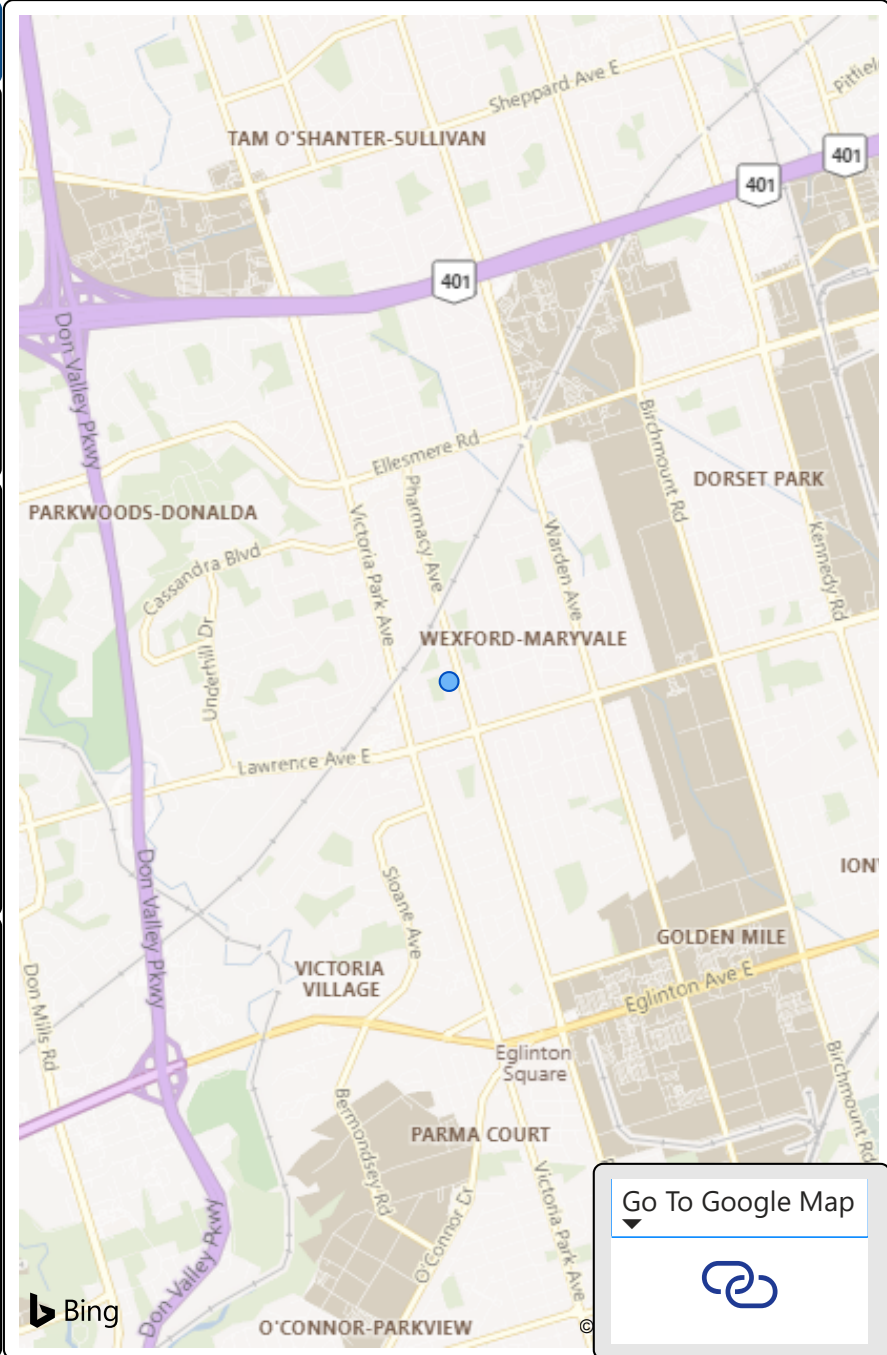 Sheppard Ave E
Pitfiel
TAM O'SHANTER-SULLIVAN
401
401
401
Don Valley Pkwy
Ellesmere Rd
Birchmount Rd
DORSET PARK
PARKWOODS-DONALDA
Pharmacy Ave
Victoria Park Ave
Warden Ave
Kennedy Rd
Cassandra Blvd
Underhill Dr
WEXFORD-MARYVALE
Lawrence Ave E
Don Valley Pkwy
Sloane Ave
ION
GOLDEN MILE
VICTORIA
VILLAGE
Eglinton Ave E
Don Mills Rd
Eglinton
Square
Birchmount Rd
Bermondsey Rd
PARMA COURT
Victoria Park Ave
O'Connor Dr
Don Valley Pkwy
Go To Google Map
Bing
O'CONNOR-PARKVIEW
©